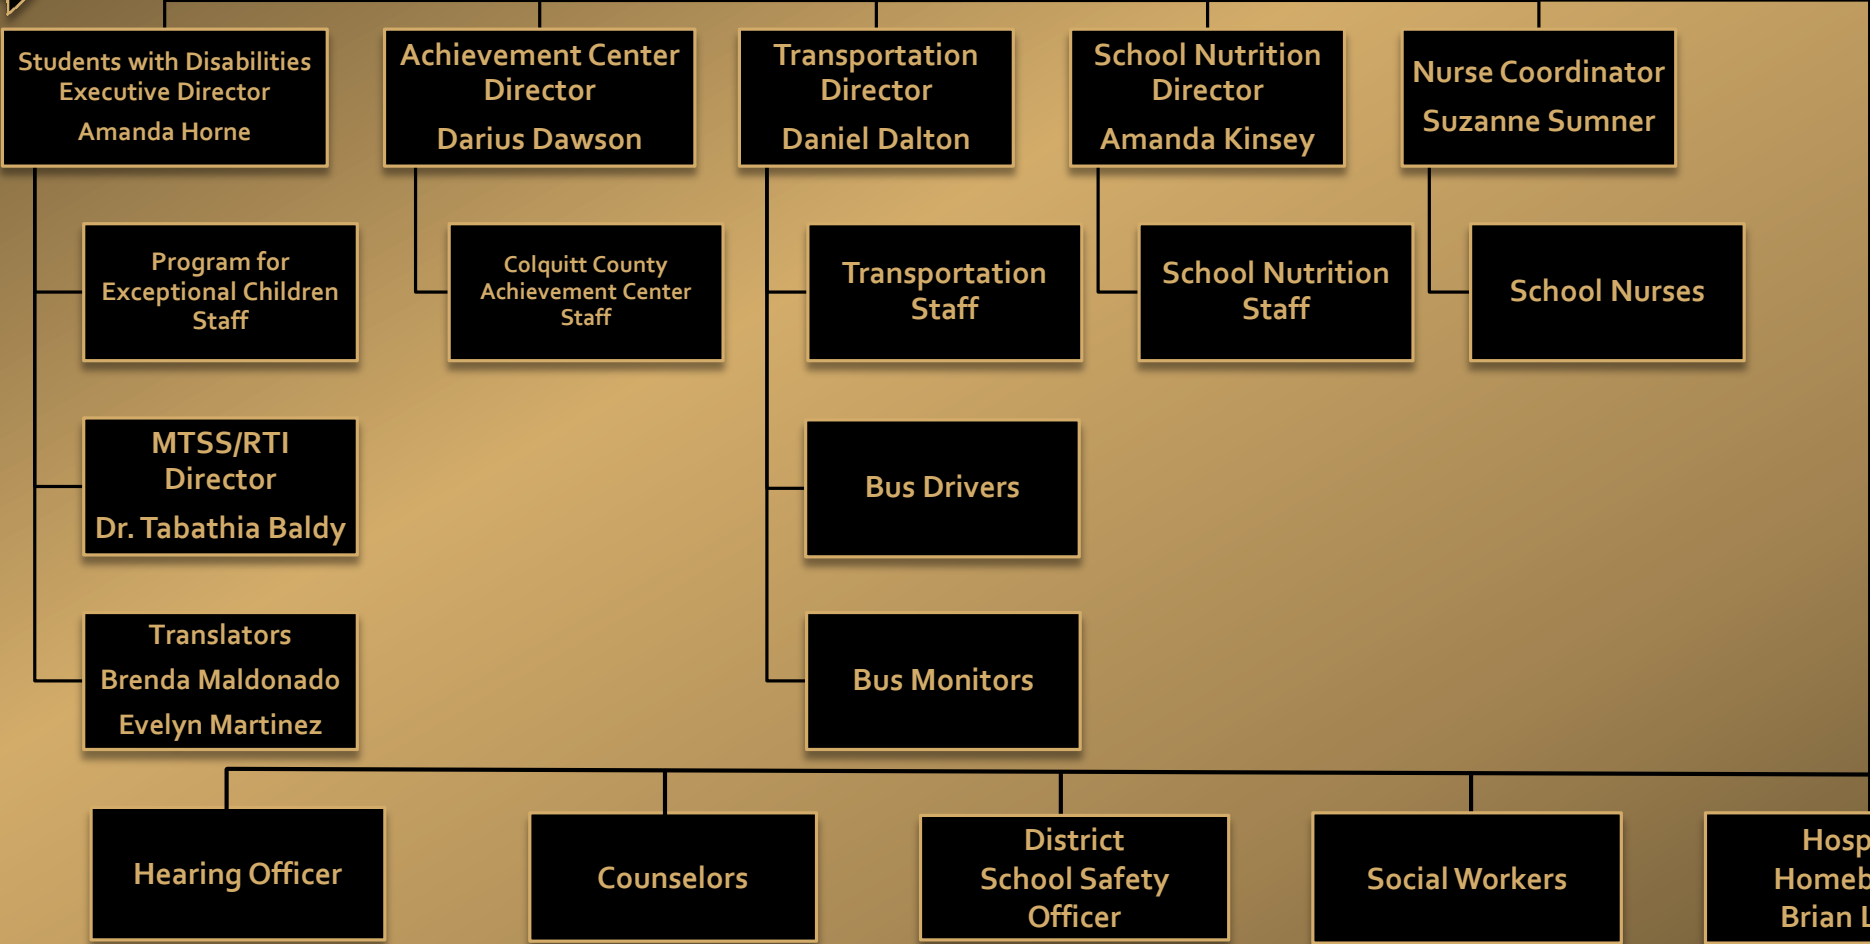 Students with Disabilities
Executive Director
Amanda Horne
Achievement Center
Director
Darius Dawson
Transportation
Director
Daniel Dalton
School Nutrition
Director
Amanda Kinsey
Nurse Coordinator
Suzanne Sumner
Program for
Exceptional Children
Staff
Colquitt County
Achievement Center
Staff
Transportation
Staff
School Nutrition
Staff
School Nurses
MTSS/RTI
Director
Dr. Tabathia Baldy
Bus Drivers
Translators
Brenda Maldonado
Evelyn Martinez
Bus Monitors
Hearing Officer
Counselors
District
School Safety
Officer
Social Workers
Brian